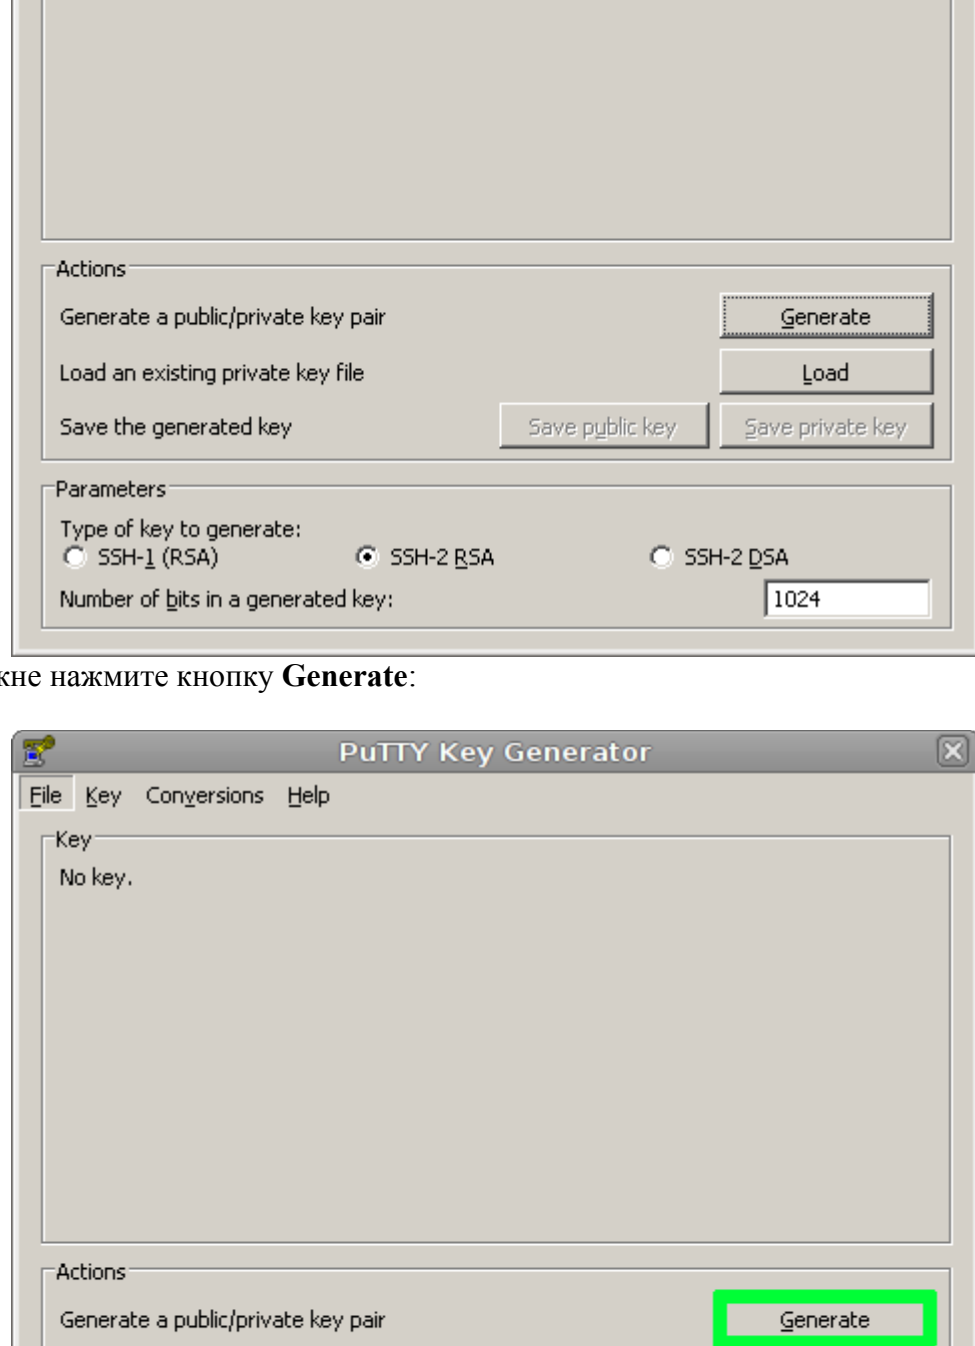 Actions
Generate a public/private key pair Generate
Load an existing private key file Load
Save the generated key Save public key Save private key
Parameters
Type of key to generate:
SSH-1 (RSA) SSH-2 RSA SSH-2 DSA
Number of bits in a generated key: 1024
нажмите кнопку Generate:
PuTTY Key Generator
File Key Conversions Help
Key
No key.
Actions
Generate a public/private key pair Generate